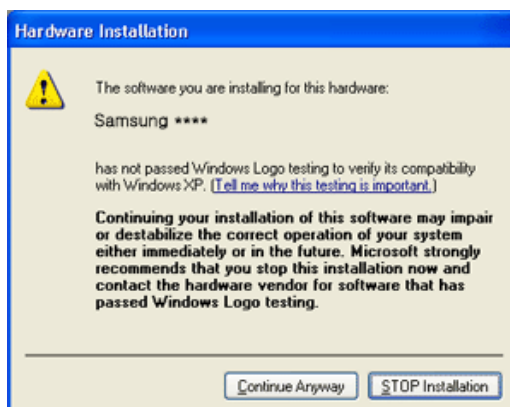 Hardware Installation
The software you are installing for this hardware:
Samsung ****
has not passed Windows Logo testing to verify its compatibility
with Windows XP. (Tell me why this testing is important.)
Continuing your installation of this software may impair
or destabilize the correct operation of your system
either immediately or in the future. Microsoft strongly
recommends that you stop this installation now and
contact the hardware vendor for software that has
passed Windows Logo testing.
Continue Anyway
STOP Installation